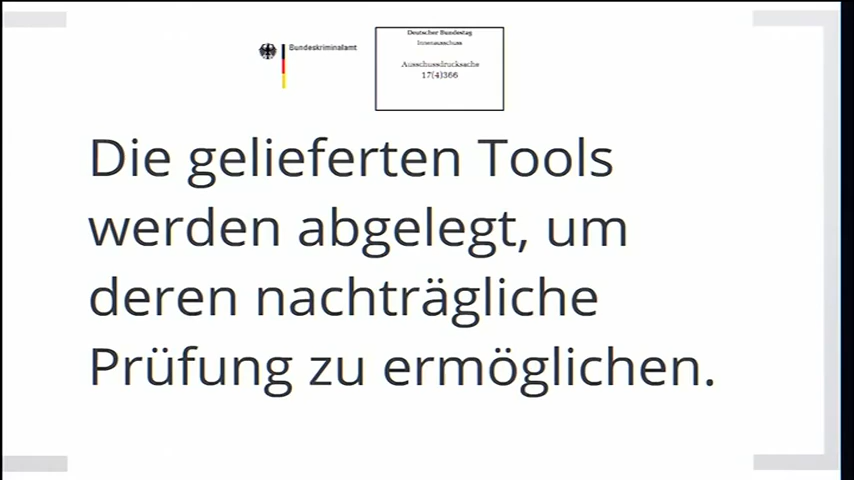 Bundeskriminalamt
Deutscher Bundestag
Innenausschuss
Ausschussdrucksache
17(4)366
Die gelieferten Tools
werden abgelegt, um
deren nachträgliche
Prüfung zu ermöglichen.